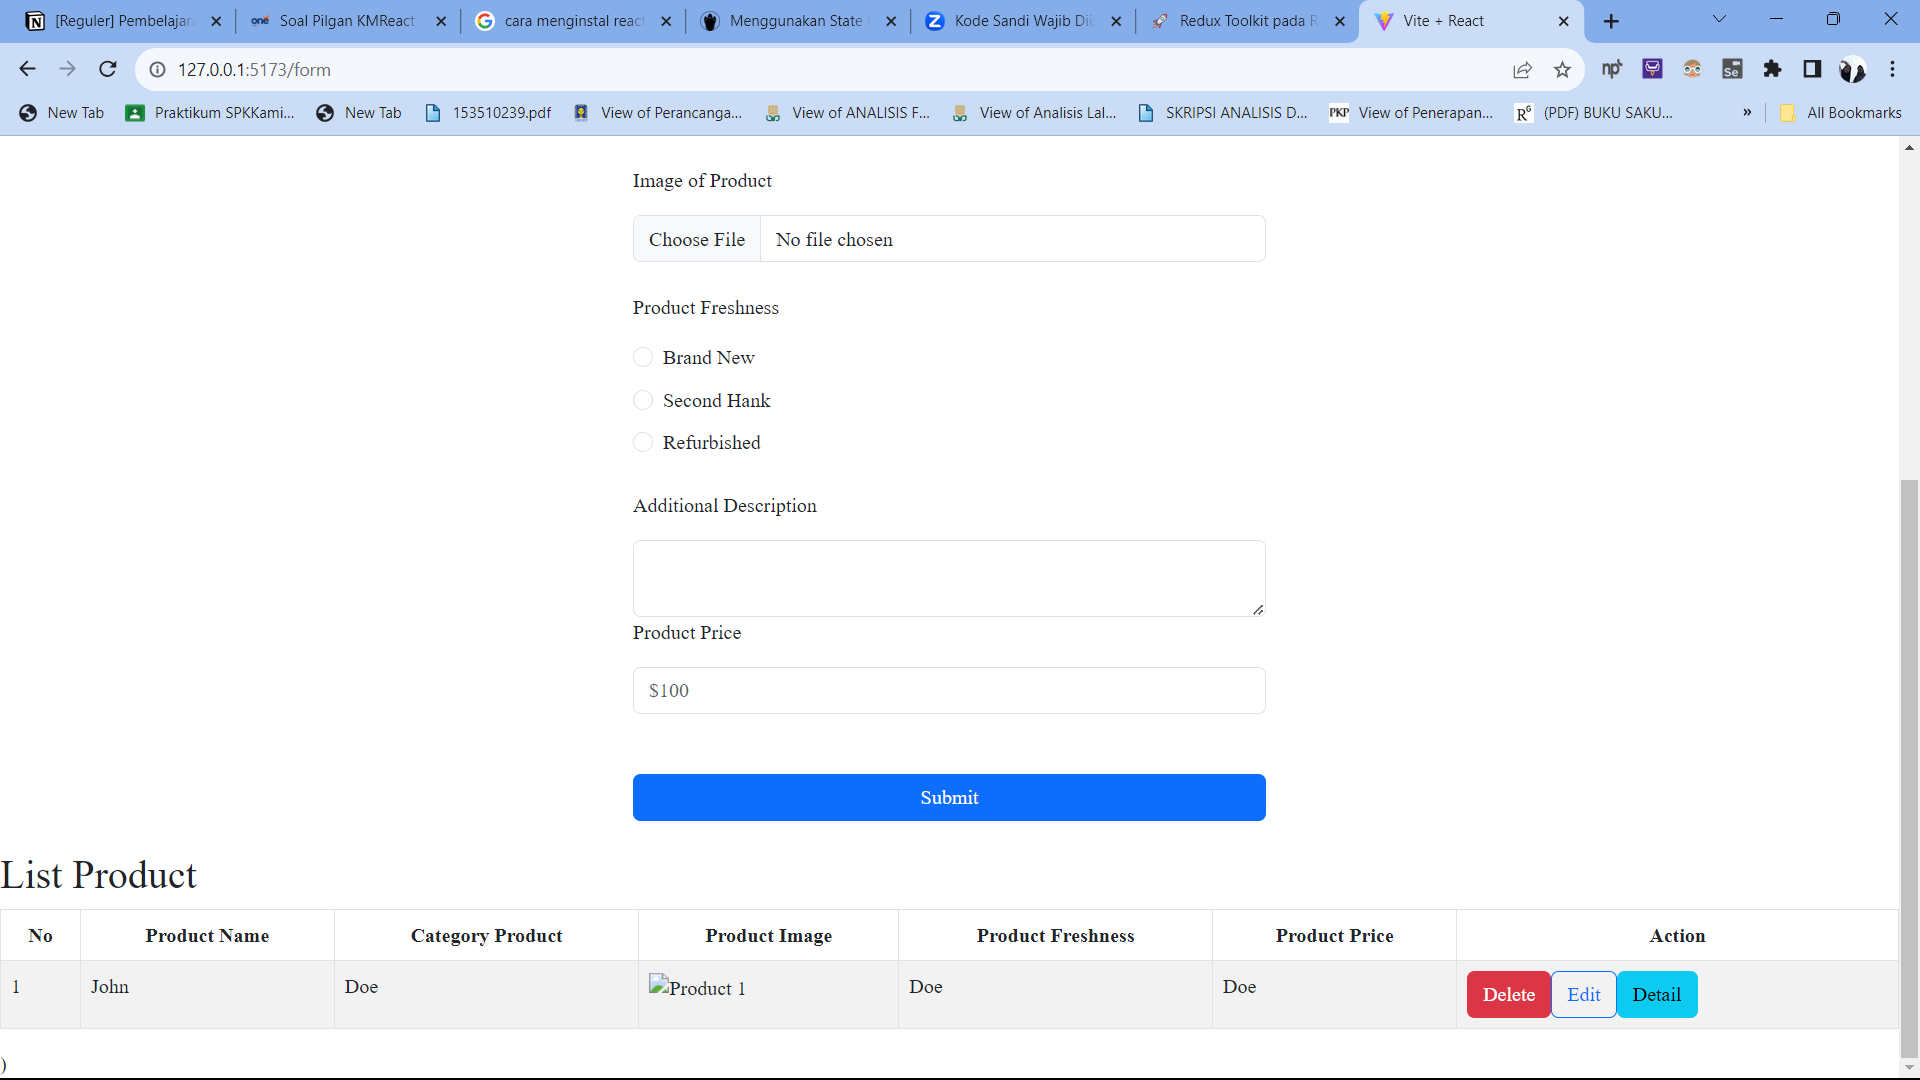 [Reguler] Pembelajar
Soal Pilgan KMReact
cara menginstal react
Menggunakan State
Kode Sandi Wajib Dii
Redux Toolkit pada R
Vite + React
127.0.0.1:5173/form
New Tab
Praktikum SPKKami...
New Tab
153510239.pdf
View of Perancanga...
View of ANALISIS F...
View of Analisis Lal...
SKRIPSI ANALISIS D...
PKP View of Penerapan...
(PDF) BUKU SAKU...
»
All Bookmarks
Image of Product
Choose File No file chosen
Product Freshness
Brand New
Second Hank
Refurbished
Additional Description
Product Price
$100
Submit
List Product
No Product Name Category Product Product Image Product Freshness Product Price Action
1 John Doe Product 1 Doe Doe Delete Edit Detail
)